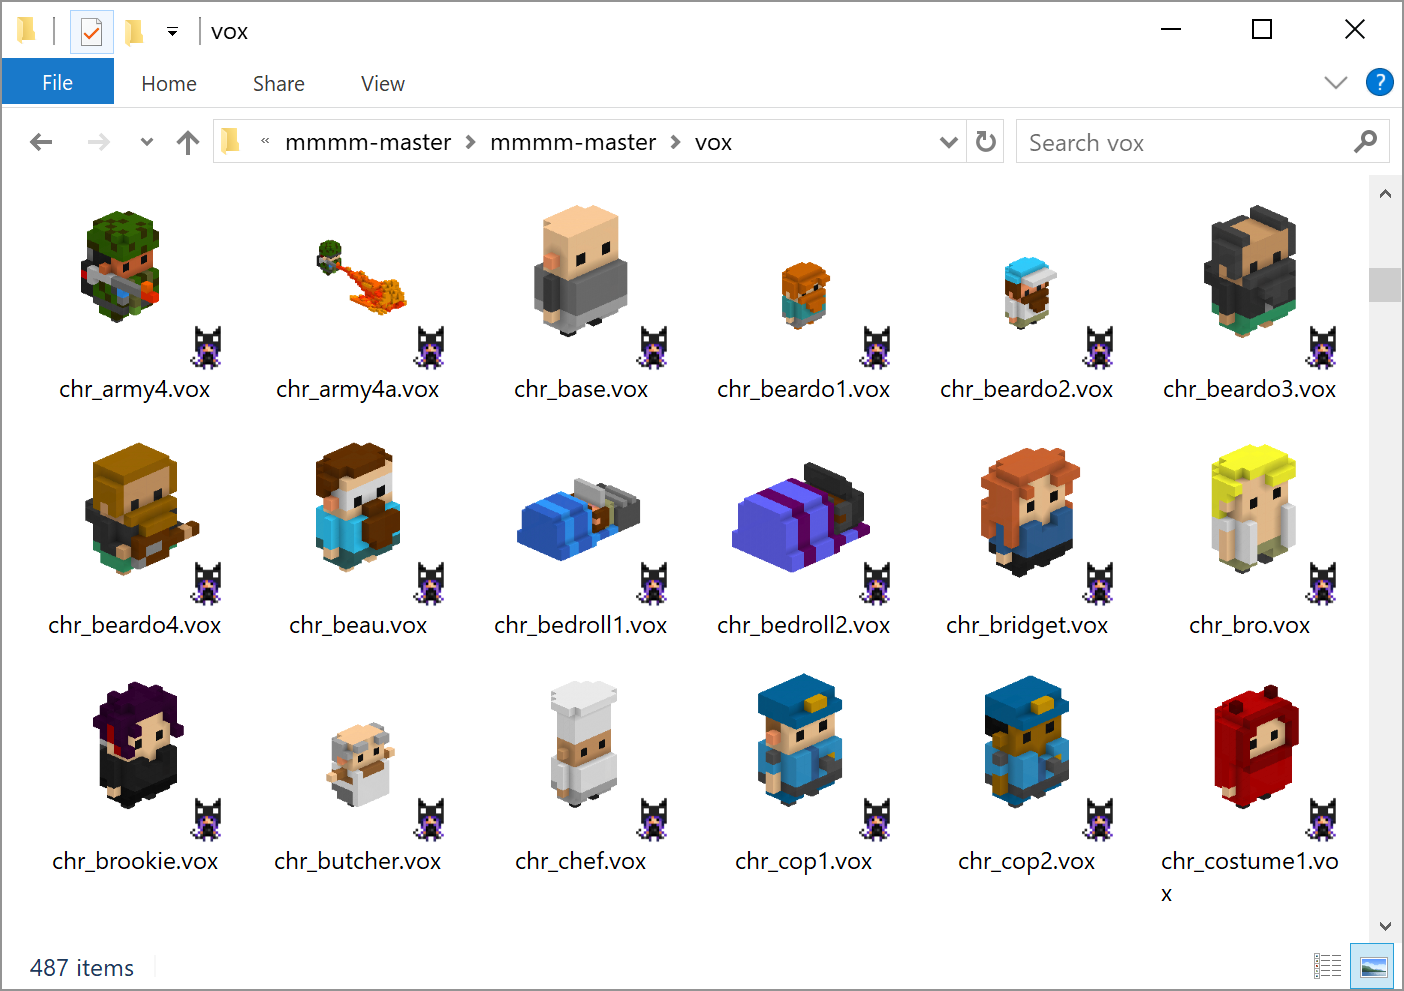 vox
File Home Share View ?
« mmmm-master > mmmm-master > vox Search vox
chr_army4.vox chr_army4a.vox chr_base.vox chr_beardo1.vox chr_beardo2.vox chr_beardo3.vox
chr_beardo4.vox chr_beau.vox chr_bedroll1.vox chr_bedroll2.vox chr_bridget.vox chr_bro.vox
chr_brookie.vox chr_butcher.vox chr_chef.vox chr_cop1.vox chr_cop2.vox chr_costume1.vo
x
487 items